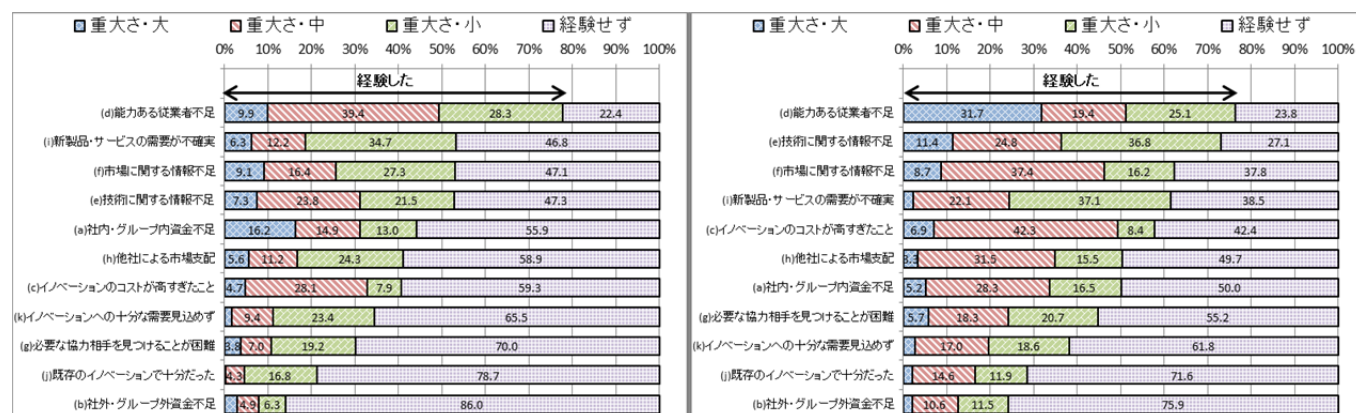 重大さ・大 重大さ・中 重大さ・小 経験せず
0% 10% 20% 30% 40% 50% 60% 70% 80% 90% 100%
経験した
(d)能力ある従業者不足 9.9 39.4 28.3 22.4
(i)新製品・サービスの需要が不確実 6.3 12.2 34.7 46.8
(f)市場に関する情報不足 9.1 16.4 27.3 47.1
(e)技術に関する情報不足 7.3 23.8 21.5 47.3
(a)社内・グループ内資金不足 16.2 14.9 13.0 55.9
(h)他社による市場支配 5.6 11.2 24.3 58.9
(c)イノベーションのコストが高すぎたこと 4.7 28.1 7.9 59.3
(k)イノベーションへの十分な需要見込めず 9.4 23.4 65.5
(g)必要な協力相手を見つけることが困難 3.8 7.0 19.2 70.0
(j)既存のイノベーションで十分だった 4.3 16.8 78.7
(b)社外・グループ外資金不足 4.9 6.3 86.0
重大さ・大 重大さ・中 重大さ・小 経験せず
0% 10% 20% 30% 40% 50% 60% 70% 80% 90% 100%
経験した
(d)能力ある従業者不足 31.7 19.4 25.1 23.8
(e)技術に関する情報不足 11.4 24.8 36.8 27.1
(f)市場に関する情報不足 8.7 37.4 16.2 37.8
(i)新製品・サービスの需要が不確実 22.1 37.1 38.5
(c)イノベーションのコストが高すぎたこと 6.9 42.3 8.4 42.4
(h)他社による市場支配 3.3 31.5 15.5 49.7
(a)社内・グループ内資金不足 5.2 28.3 16.5 50.0
(g)必要な協力相手を見つけることが困難 5.7 18.3 20.7 55.2
(k)イノベーションへの十分な需要見込めず 17.0 18.6 61.8
(j)既存のイノベーションで十分だった 14.6 11.9 71.6
(b)社外・グループ外資金不足 10.6 11.5 75.9